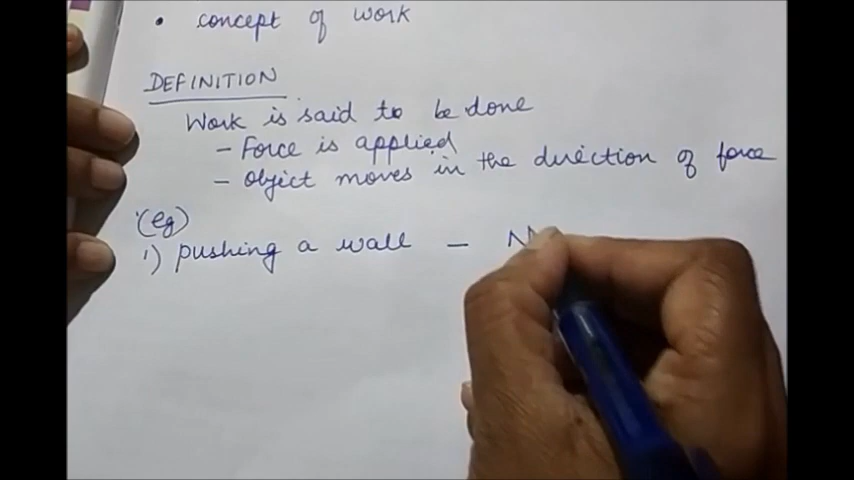 • concept of work
DEFINITION
Work is said to be done
- Force is applied
- Object moves in the direction of force
(eg)
1) pushing a wall -